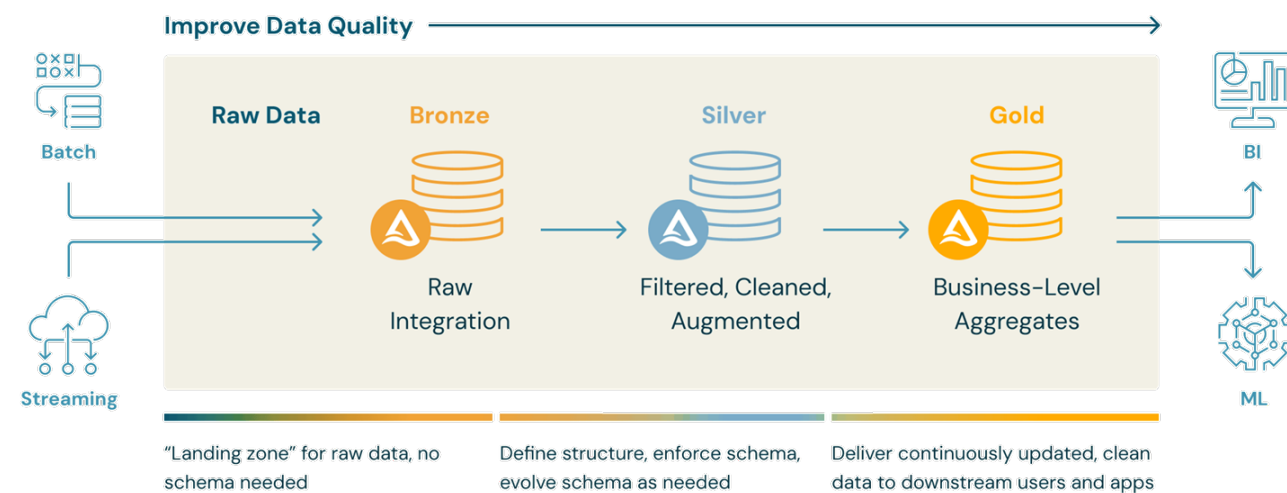 Improve Data Quality
Raw Data
Bronze
Silver
Gold
Batch
BI
Raw
Integration
Filtered, Cleaned,
Augmented
Business-Level
Aggregates
Streaming
ML
“Landing zone” for raw data, no
schema needed
Define structure, enforce schema,
evolve schema as needed
Deliver continuously updated, clean
data to downstream users and apps